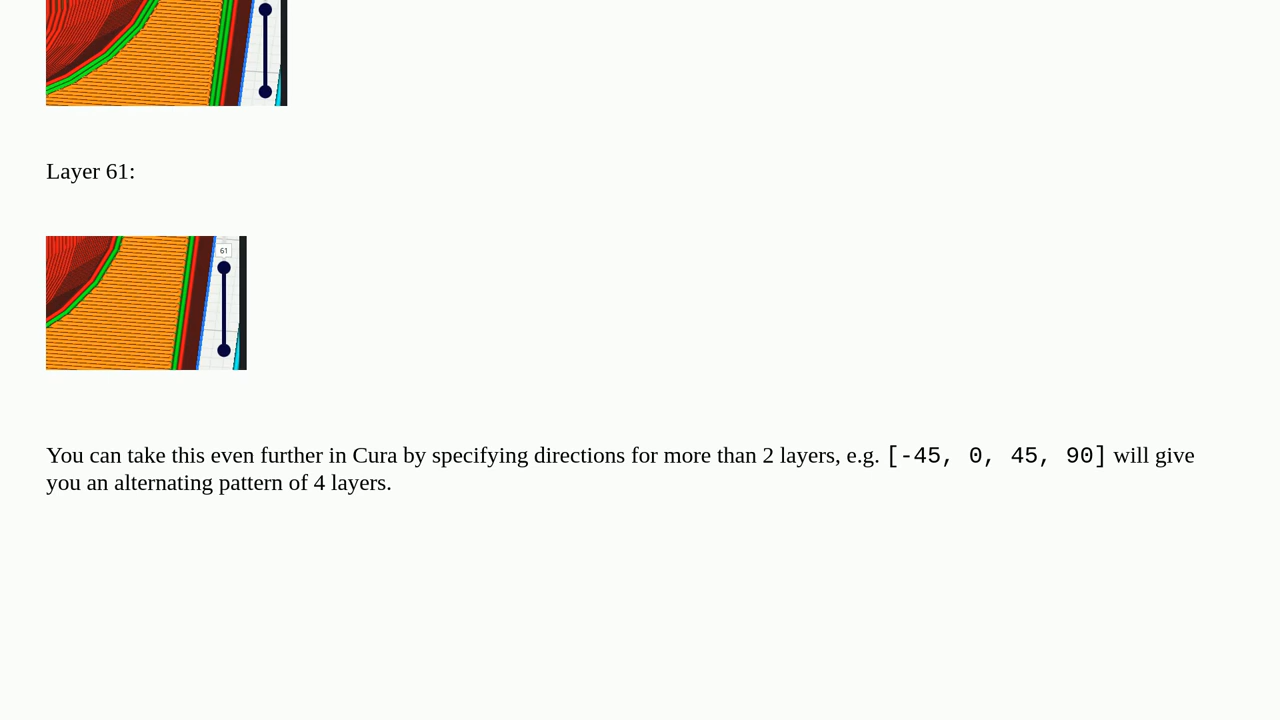 Layer 61:
61
You can take this even further in Cura by specifying directions for more than 2 layers, e.g. [-45, 0, 45, 90] will give
you an alternating pattern of 4 layers.